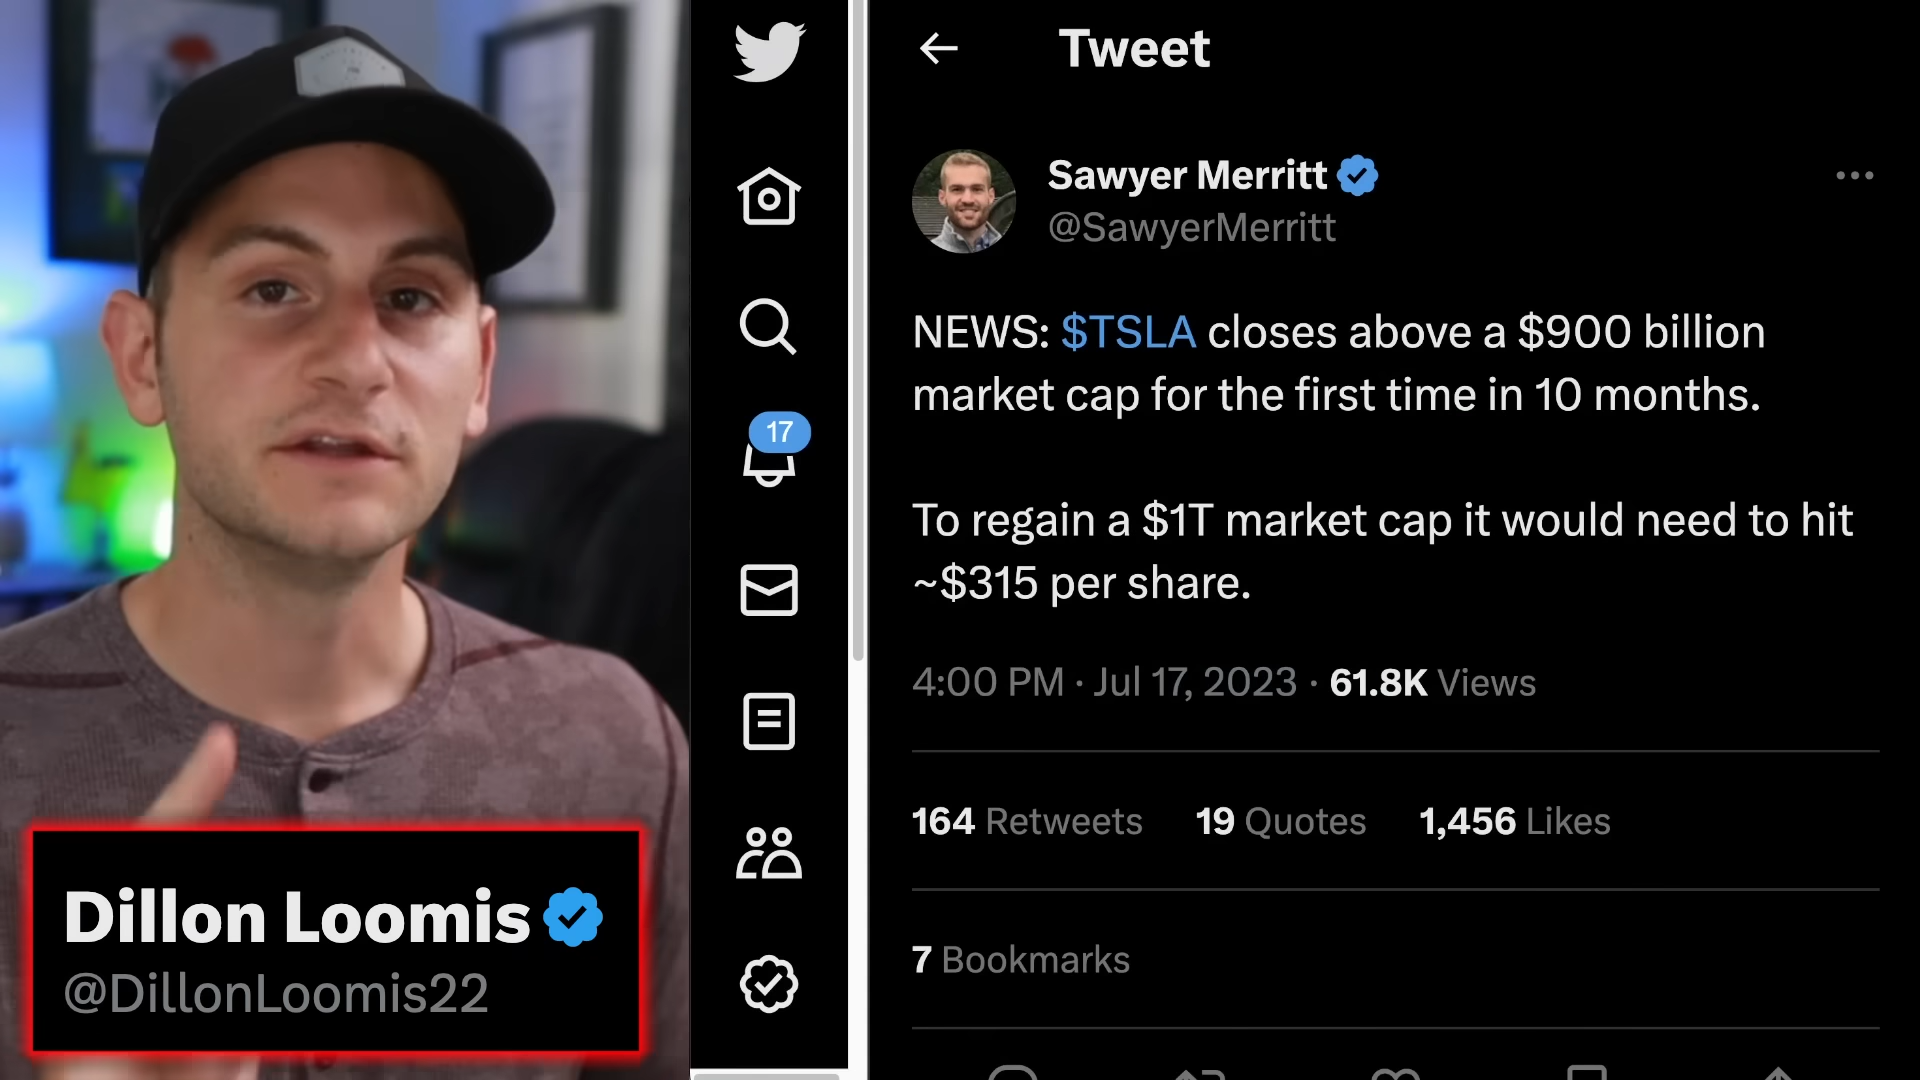 Dillon Loomis
@DillonLoomis22
17
Tweet
Sawyer Merritt
@SawyerMerritt
NEWS: $TSLA closes above a $900 billion
market cap for the first time in 10 months.
To regain a $1T market cap it would need to hit
~$315 per share.
4:00 PM · Jul 17, 2023 · 61.8K Views
164 Retweets 19 Quotes 1,456 Likes
7 Bookmarks